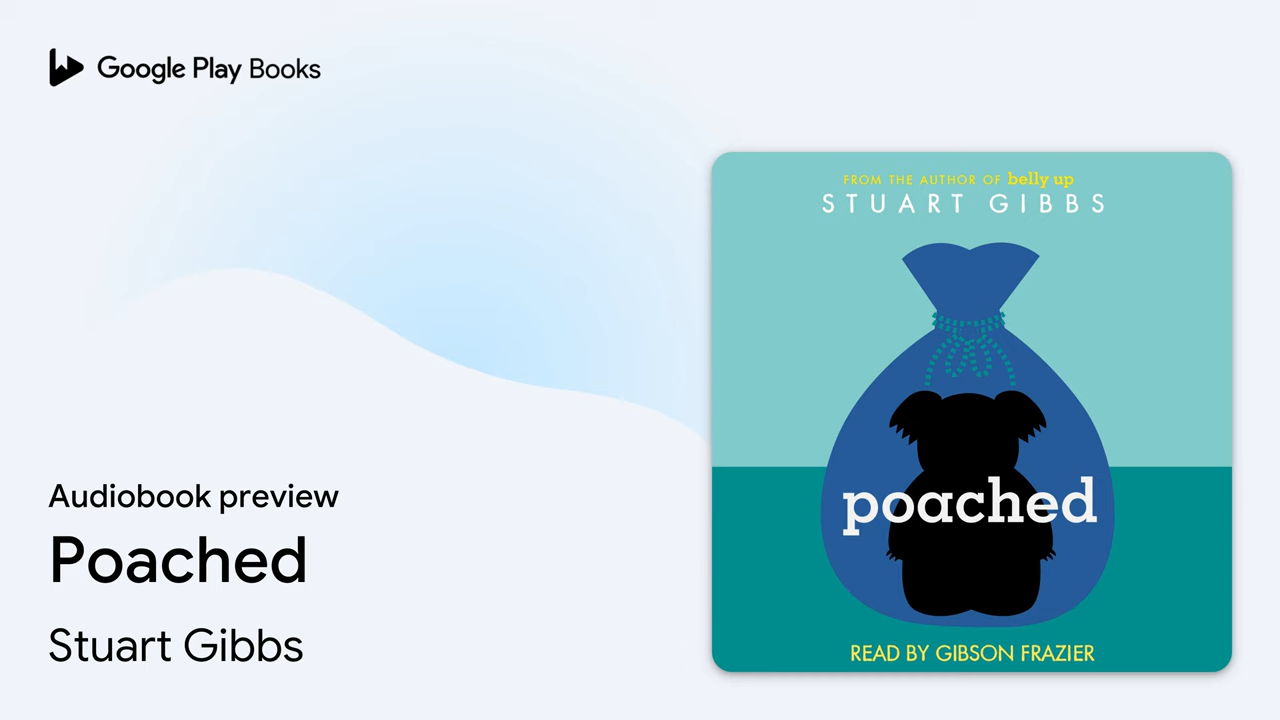 Google Play Books
Audiobook preview
Poached
Stuart Gibbs
FROM THE AUTHOR OF belly up
STUART GIBBS
poached
READ BY GIBSON FRAZIER